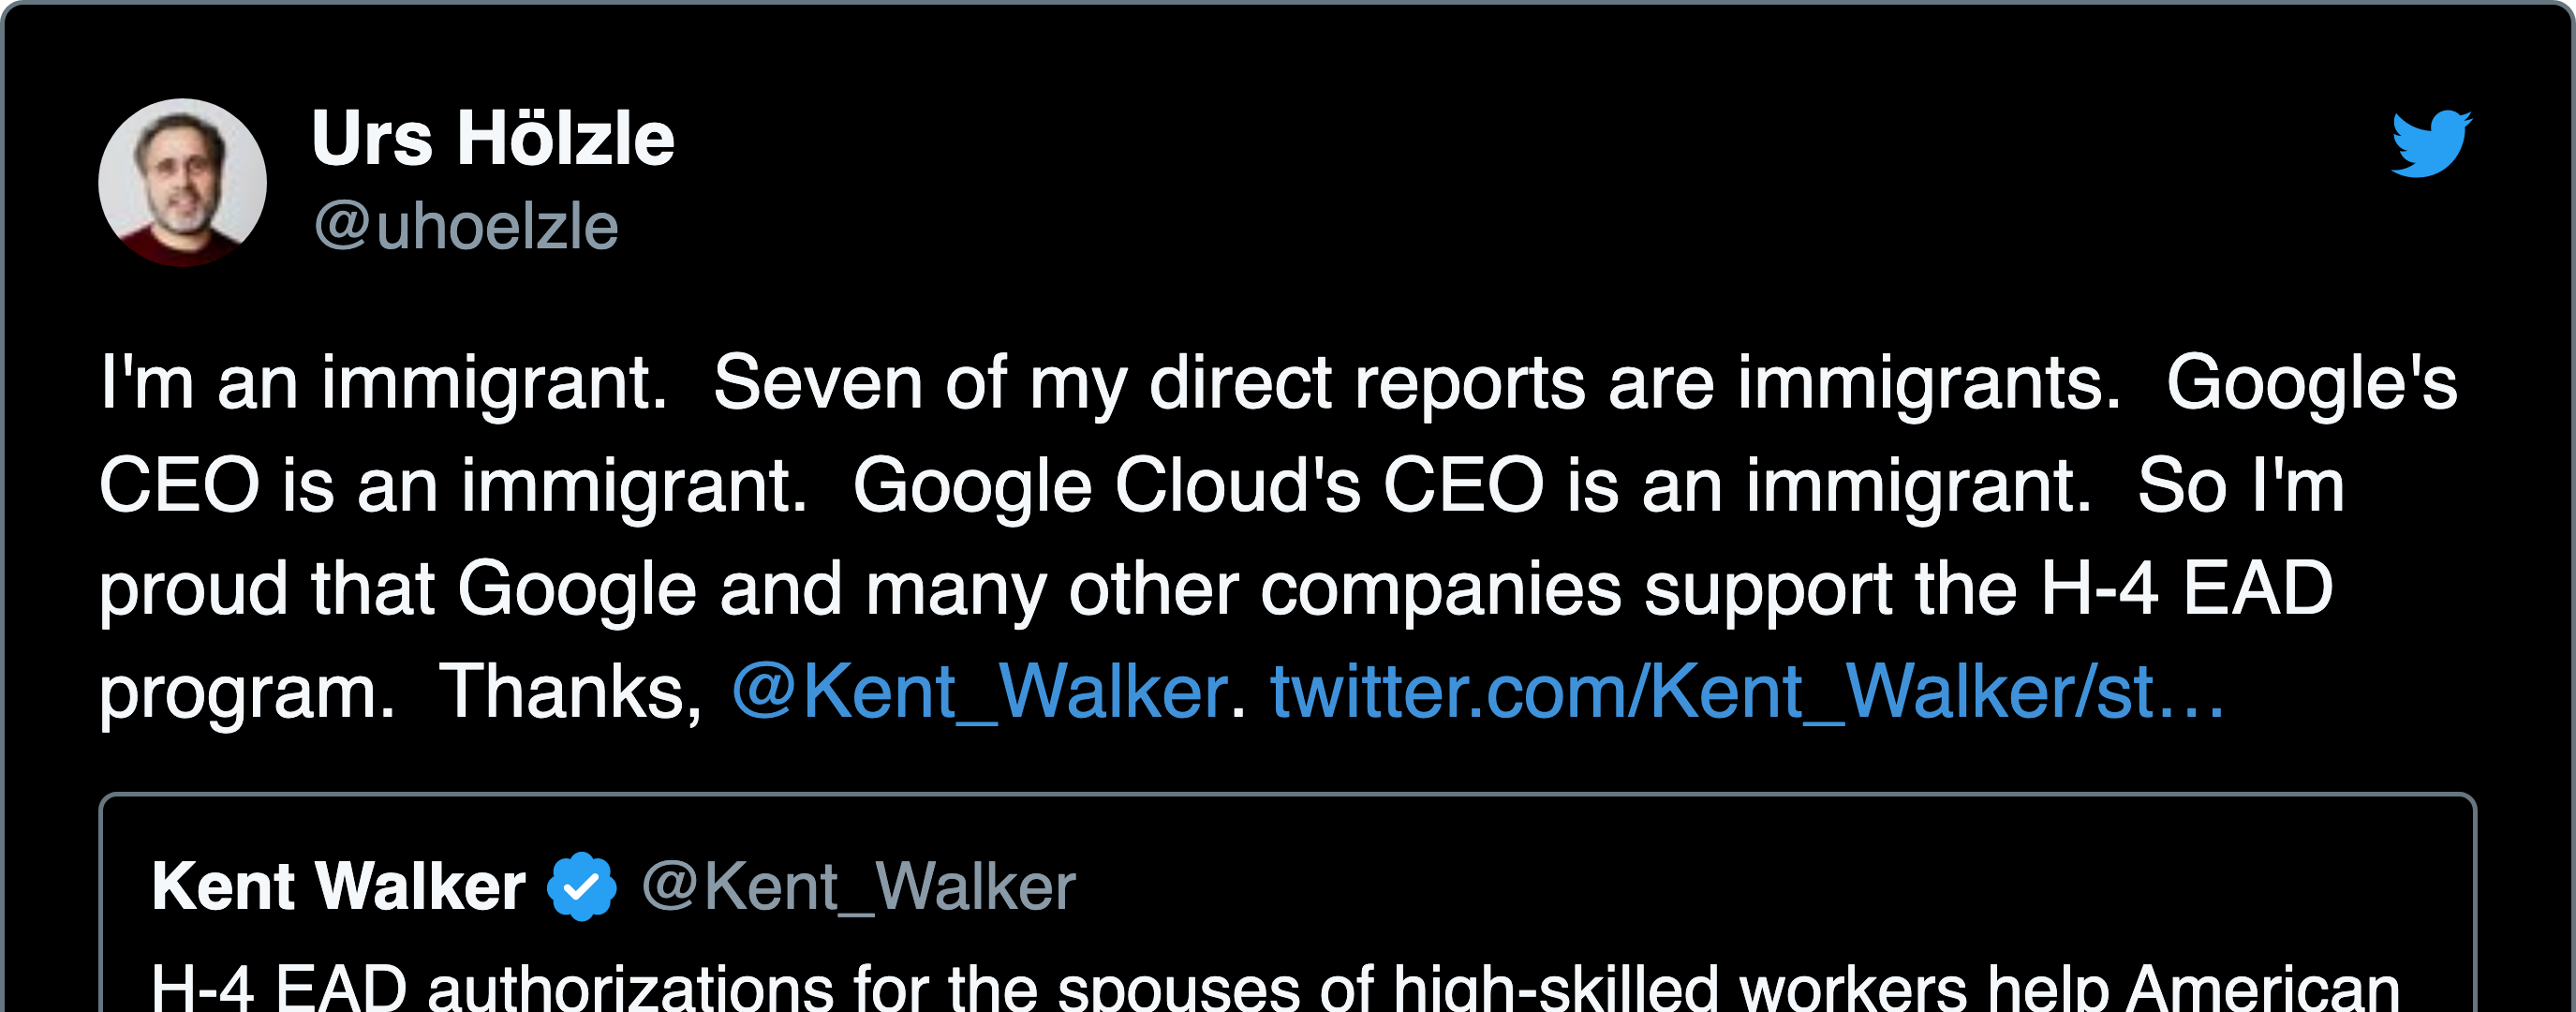 Urs Hölzle
@uhoelzle
I'm an immigrant.  Seven of my direct reports are immigrants.  Google's
CEO is an immigrant.  Google Cloud's CEO is an immigrant.  So I'm
proud that Google and many other companies support the H-4 EAD
program.  Thanks, @Kent_Walker. twitter.com/Kent_Walker/st…
Kent Walker @Kent_Walker
H-4 EAD authorizations for the spouses of high-skilled workers help American